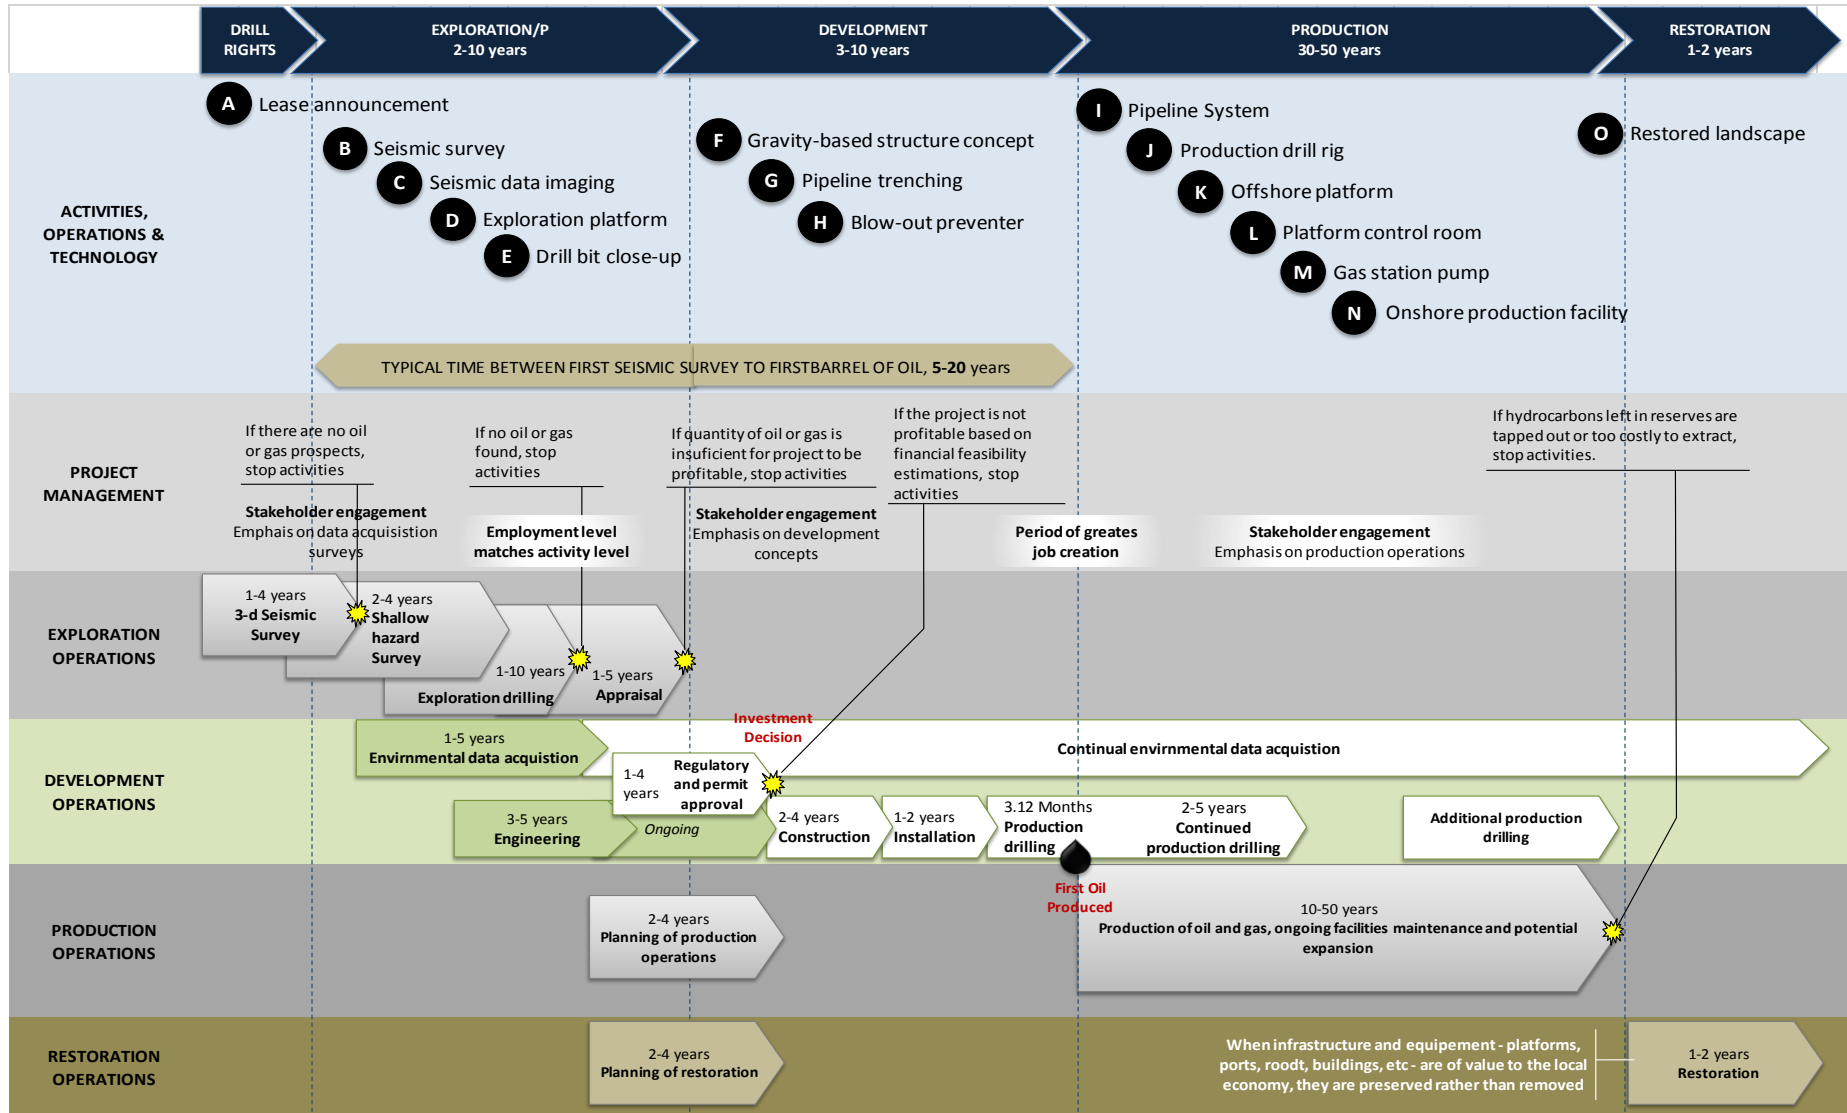 DRILL
RIGHTS
EXPLORATION/P
2-10 years
DEVELOPMENT
3-10 years
PRODUCTION
30-50 years
RESTORATION
1-2 years
ACTIVITIES,
OPERATIONS &
TECHNOLOGY
A Lease announcement
B Seismic survey
C Seismic data imaging
D Exploration platform
E Drill bit close-up
F Gravity-based structure concept
G Pipeline trenching
H Blow-out preventer
I Pipeline System
J Production drill rig
K Offshore platform
L Platform control room
M Gas station pump
N Onshore production facility
O Restored landscape
TYPICAL TIME BETWEEN FIRST SEISMIC SURVEY TO FIRSTBARREL OF OIL, 5-20 years
PROJECT
MANAGEMENT
If there are no oil
or gas prospects,
stop activities
If no oil or gas
found, stop
activities
If quantity of oil or gas is
insuficient for project to be
profitable, stop activities
If the project is not
profitable based on
financial feasibility
estimations, stop
activities
If hydrocarbons left in reserves are
tapped out or too costly to extract,
stop activities.
Stakeholder engagement
Emphais on data acquisistion
surveys
Employment level
matches activity level
Stakeholder engagement
Emphasis on development
concepts
Period of greates
job creation
Stakeholder engagement
Emphasis on production operations
EXPLORATION
OPERATIONS
1-4 years
3-d Seismic
Survey
2-4 years
Shallow
hazard
Survey
1-10 years
Exploration drilling
1-5 years
Appraisal
DEVELOPMENT
OPERATIONS
1-5 years
Envirnmental data acquistion
Investment
Decision
Continual envirnmental data acquistion
1-4
years
Regulatory
and permit
approval
3-5 years
Engineering
Ongoing
2-4 years
Construction
1-2 years
Installation
3.12 Months
Production
drilling
2-5 years
Continued
production drilling
Additional production
drilling
PRODUCTION
OPERATIONS
2-4 years
Planning of production
operations
First Oil
Produced
10-50 years
Production of oil and gas, ongoing facilities maintenance and potential
expansion
RESTORATION
OPERATIONS
2-4 years
Planning of restoration
When infrastructure and equipement - platforms,
ports, roodt, buildings, etc - are of value to the local
economy, they are preserved rather than removed
1-2 years
Restoration